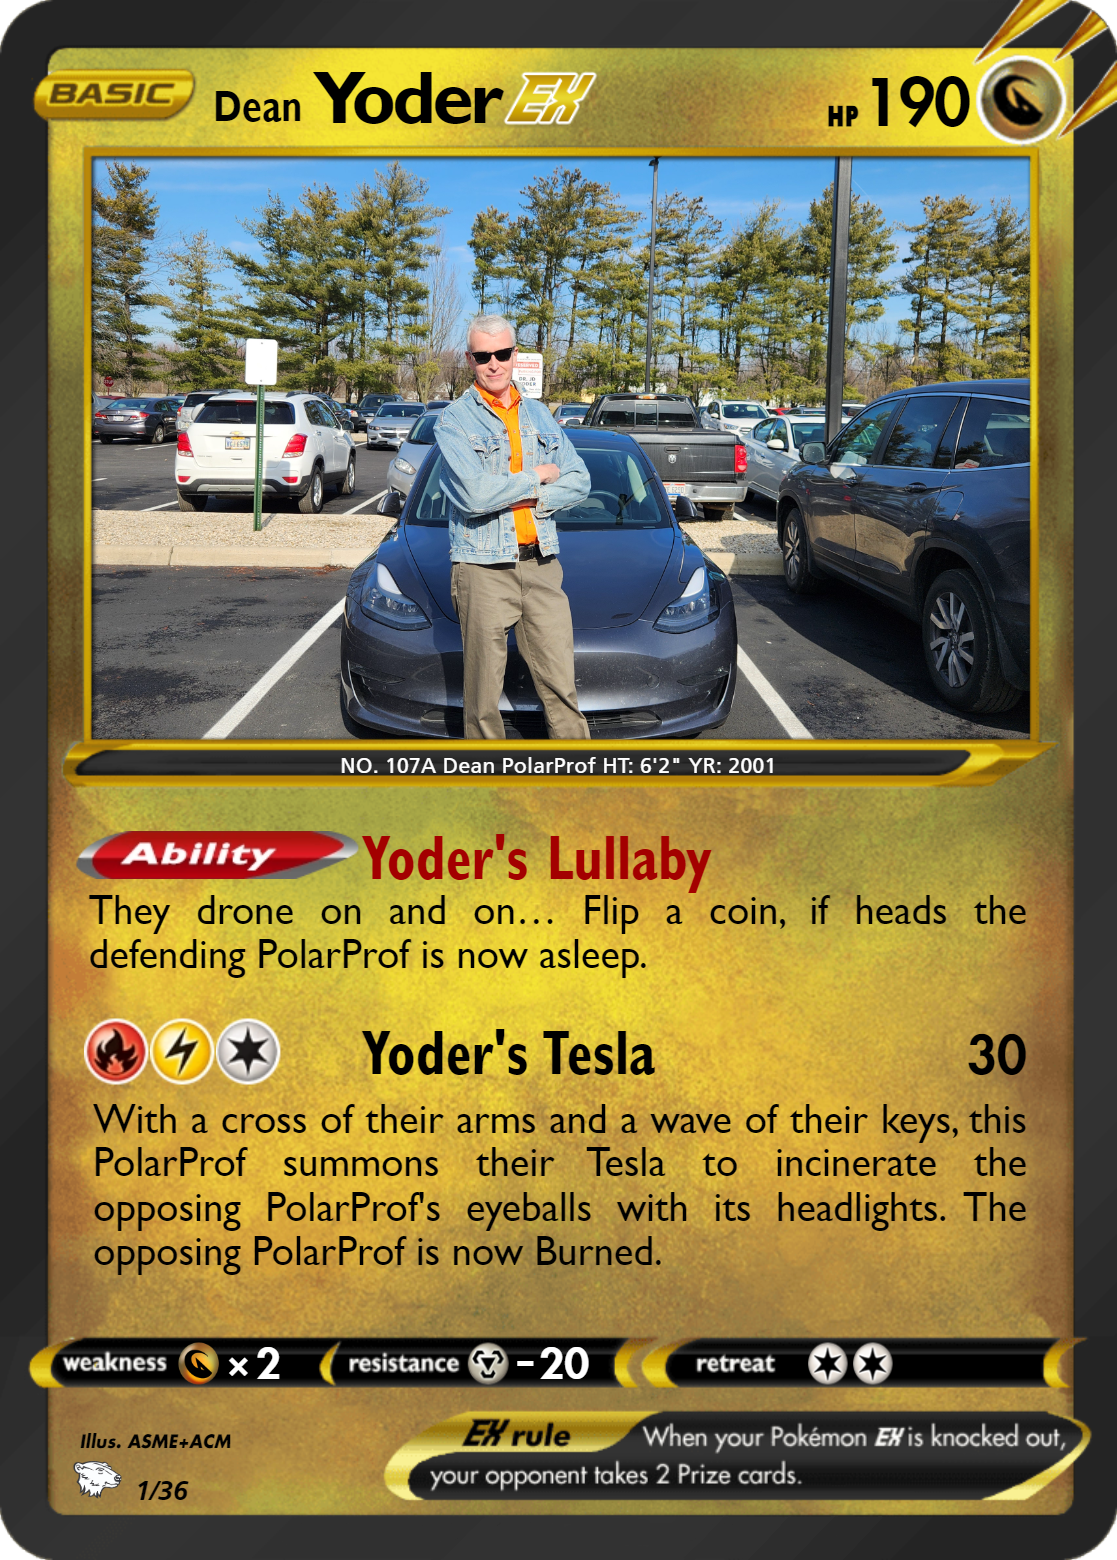 BASIC Dean Yoder EX HP 190
NO. 107A Dean PolarProf HT: 6'2" YR: 2001
Ability Yoder's Lullaby
They drone on and on... Flip a coin, if heads the
defending PolarProf is now asleep.
Yoder's Tesla 30
With a cross of their arms and a wave of their keys, this
PolarProf summons their Tesla to incinerate the
opposing PolarProf's eyeballs with its headlights. The
opposing PolarProf is now Burned.
weakness ×2 resistance -20 retreat
Illus. ASME+ACM
1/36
EX rule When your Pokémon EX is knocked out,
your opponent takes 2 Prize cards.